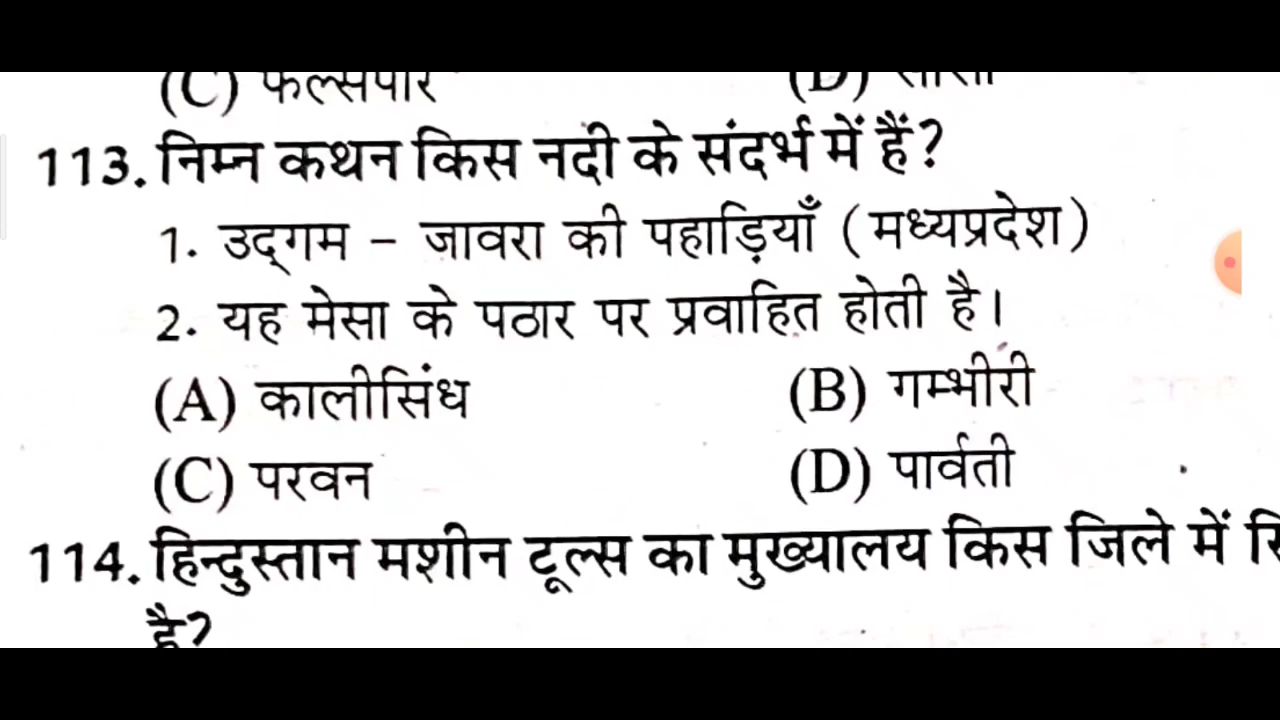 (C) फेल्सपार
113. निम्न कथन किस नदी के संदर्भ में हैं?
1. उद्‌गम – जावरा की पहाड़ियाँ (मध्यप्रदेश)
2. यह मेसा के पठार पर प्रवाहित होती है।
(A) कालीसिंध (B) गम्भीरी
(C) परवन (D) पार्वती
114. हिन्दुस्तान मशीन टूल्स का मुख्यालय किस जिले में
है?